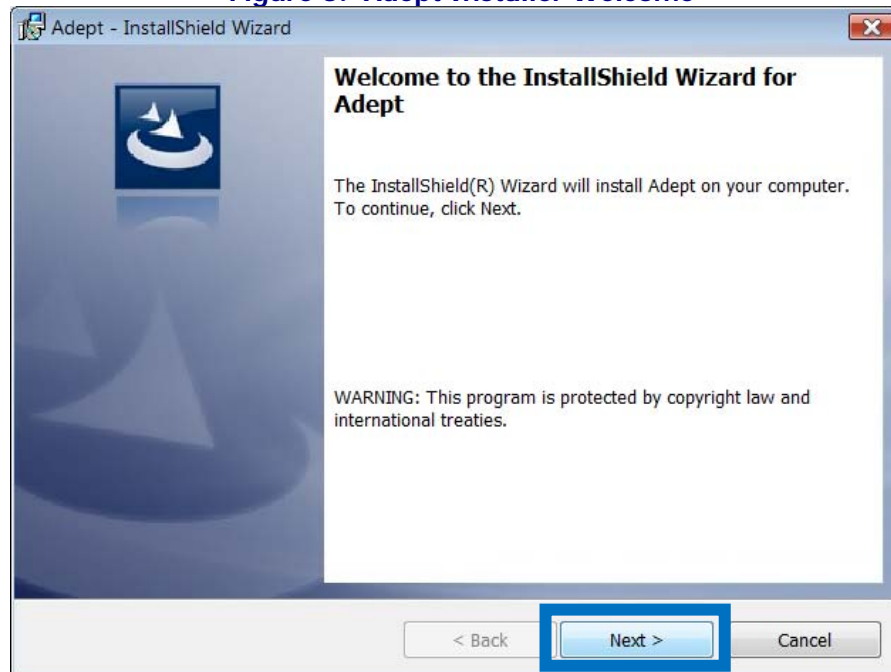 Adept - InstallShield Wizard
Welcome to the InstallShield Wizard for
Adept
The InstallShield(R) Wizard will install Adept on your computer.
To continue, click Next.
WARNING: This program is protected by copyright law and
international treaties.
< Back Next > Cancel